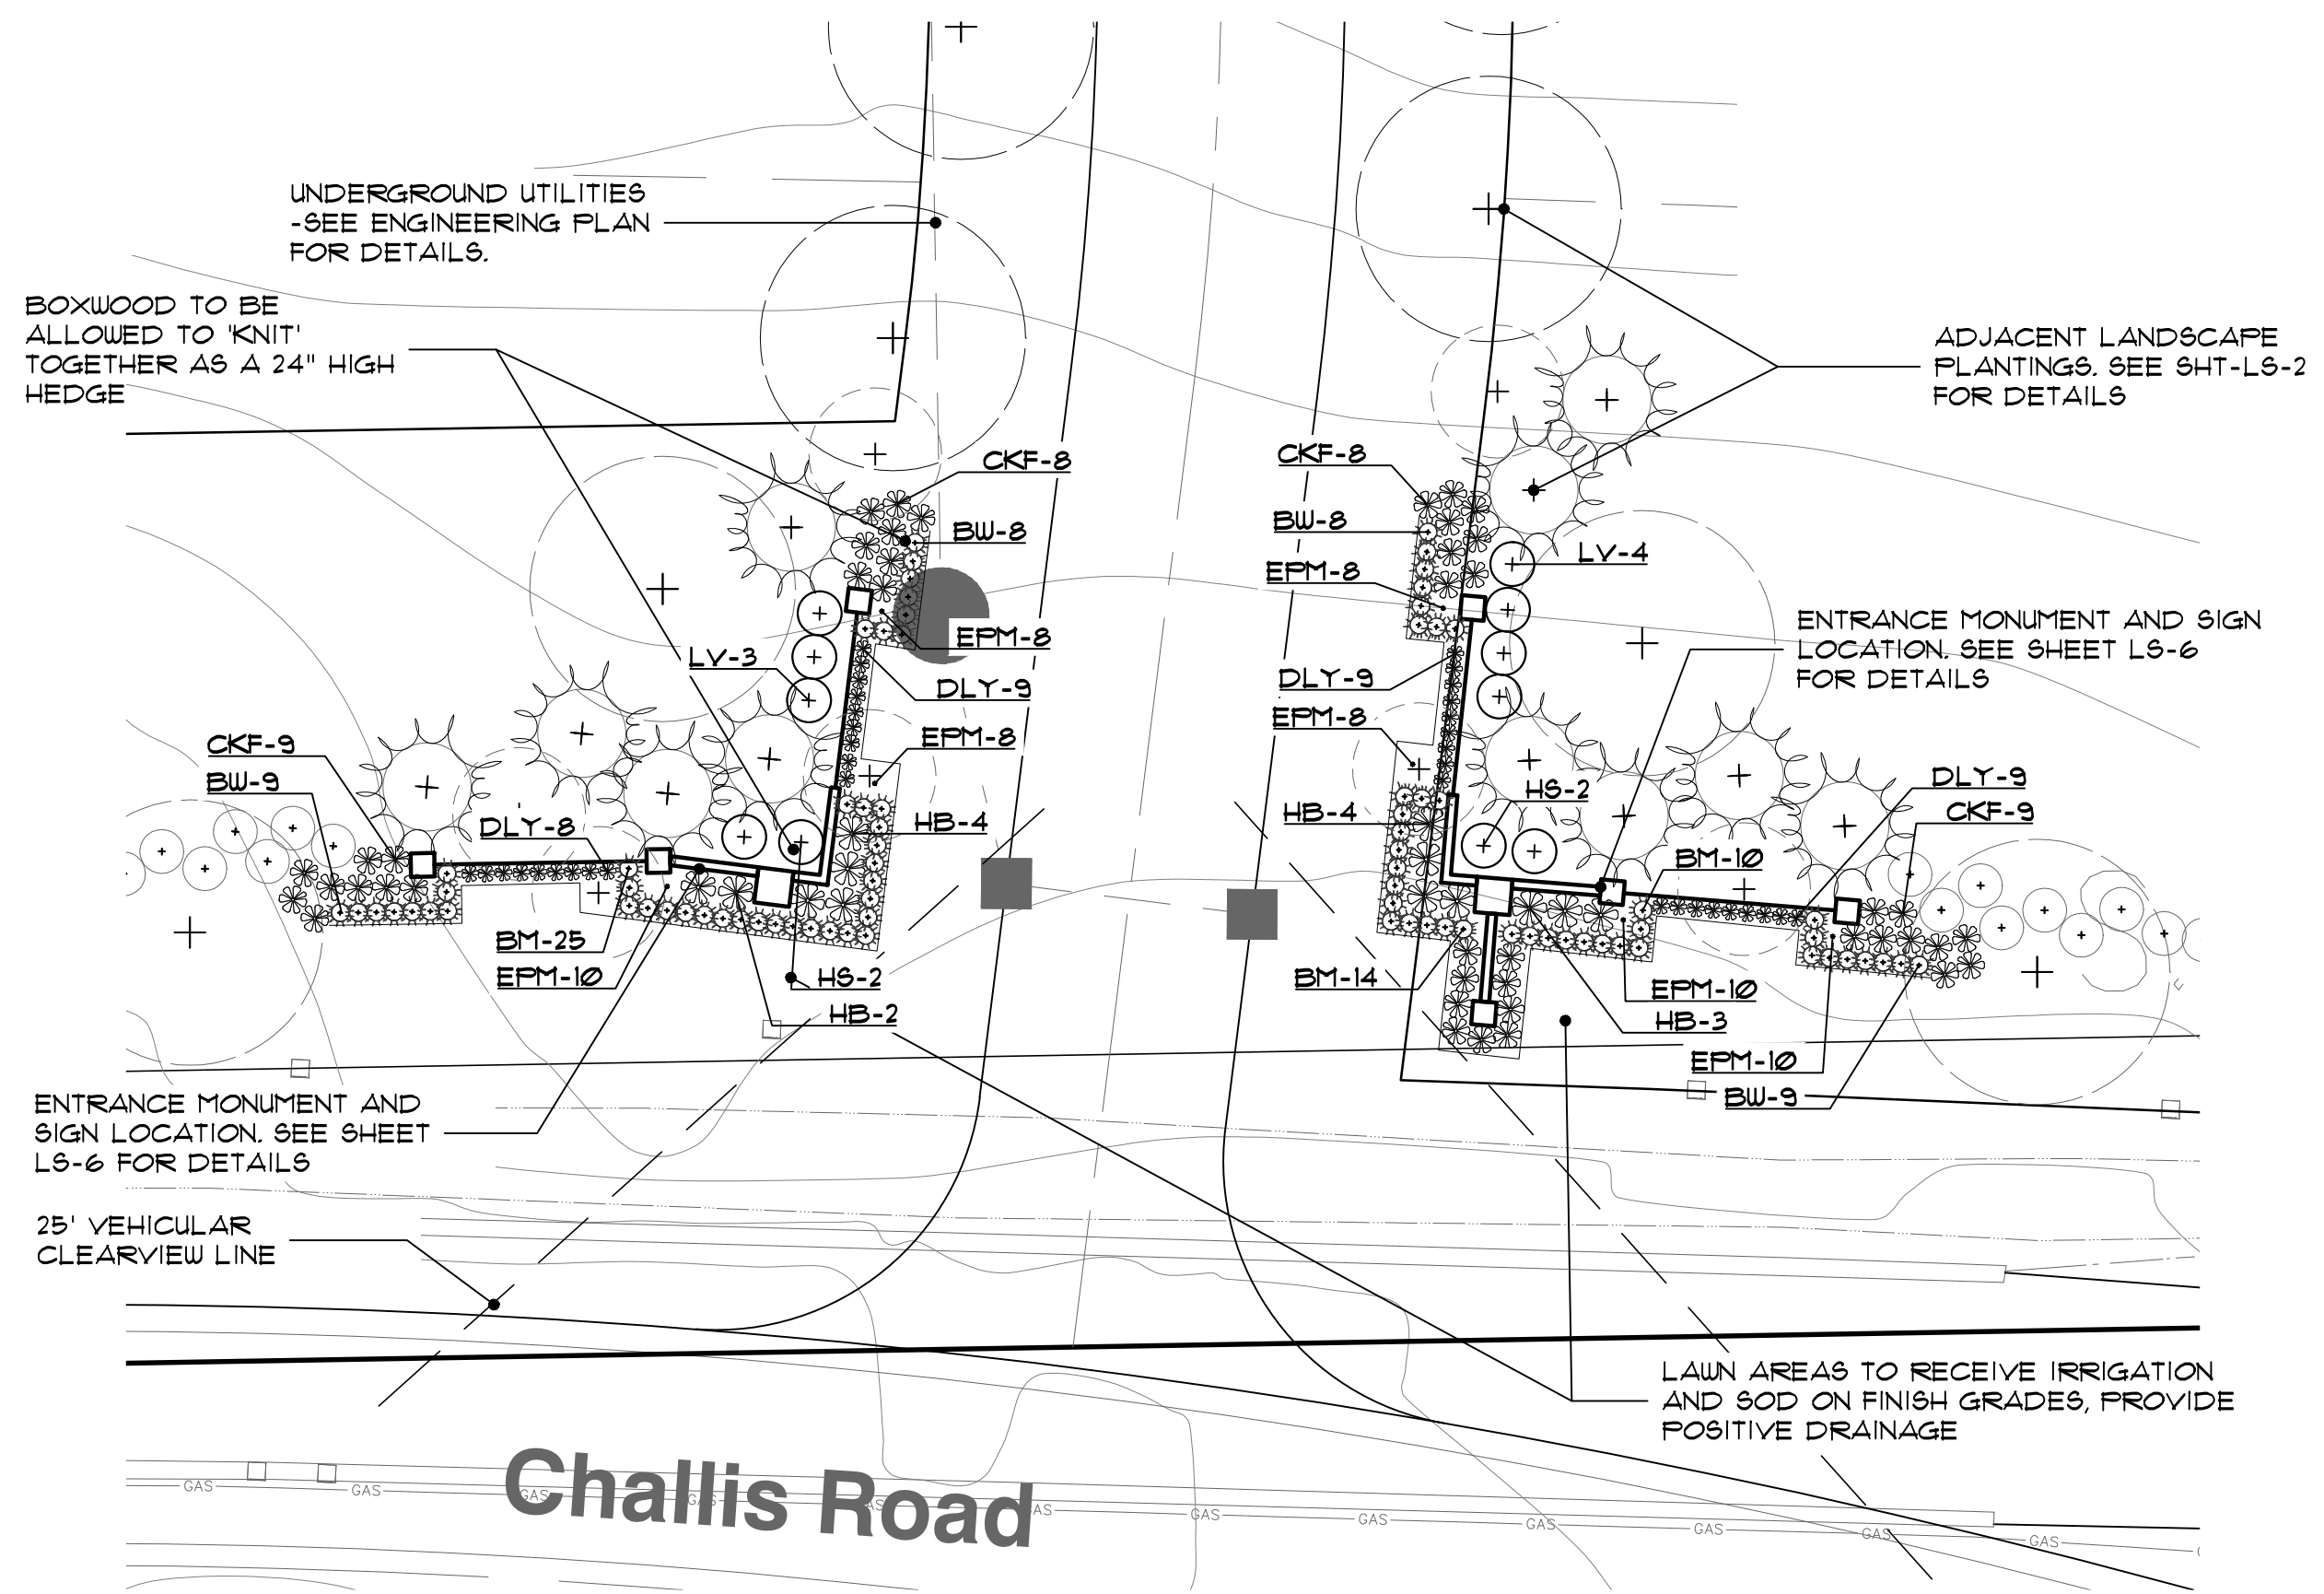 UNDERGROUND UTILITIES
-SEE ENGINEERING PLAN
FOR DETAILS.
BOXWOOD TO BE
ALLOWED TO 'KNIT'
TOGETHER AS A 24" HIGH
HEDGE
ADJACENT LANDSCAPE
PLANTINGS. SEE SHT-LS-2
FOR DETAILS
CKF-8
BW-8
EPM-8
LV-3
DLY-9
EPM-8
CKF-9
BW-9
DLY-8
HB-4
BM-25
EPM-10
HS-2
HB-2
CKF-8
BW-8
LV-4
EPM-8
ENTRANCE MONUMENT AND SIGN
LOCATION. SEE SHEET LS-6
FOR DETAILS
DLY-9
EPM-8
HS-2
DLY-9
HB-4
CKF-9
BM-10
BM-14
EPM-10
HB-3
EPM-10
BW-9
ENTRANCE MONUMENT AND
SIGN LOCATION. SEE SHEET
LS-6 FOR DETAILS
25' VEHICULAR
CLEARVIEW LINE
LAWN AREAS TO RECEIVE IRRIGATION
AND SOD ON FINISH GRADES, PROVIDE
POSITIVE DRAINAGE
Challis Road
GAS GAS GAS GAS GAS GAS GAS GAS GAS GAS GAS GAS